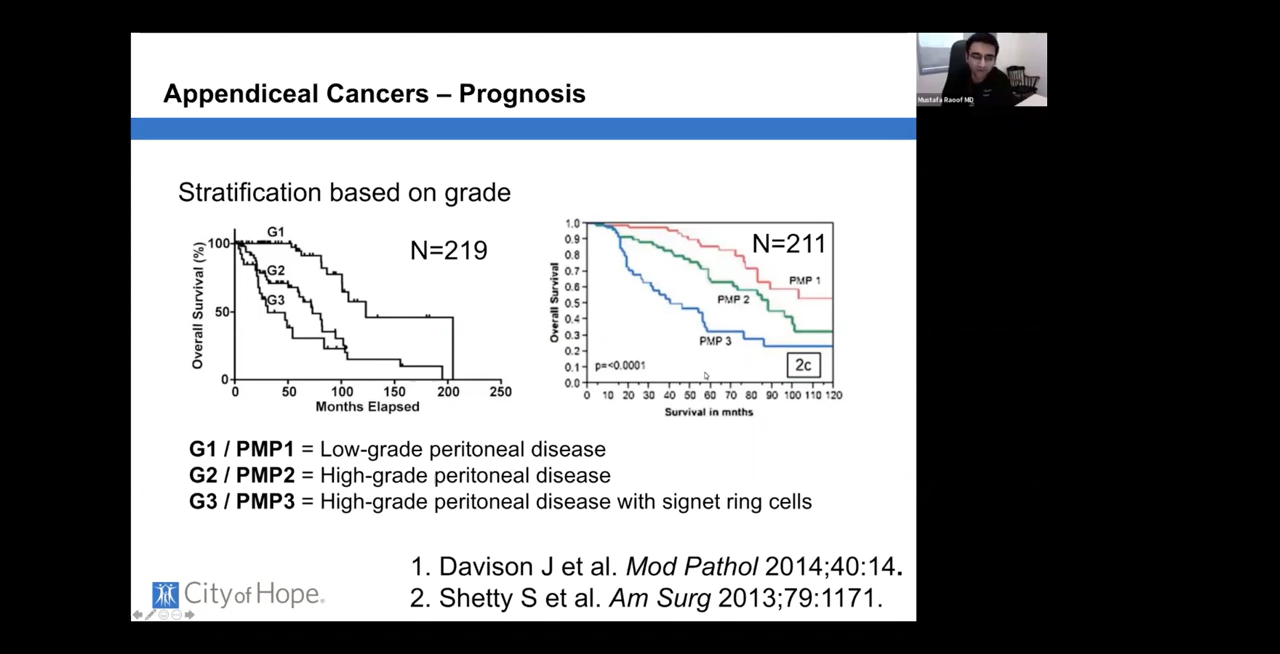 Appendiceal Cancers – Prognosis
Mustafa Raoof MD
Stratification based on grade
Overall Survival (%)
100
50
0
G1
G2
G3
N=219
0 50 100 150 200 250
Months Elapsed
Overall Survival
1.0
0.9
0.8
0.7
0.6
0.5
0.4
0.3
0.2
0.1
0.0
N=211
PMP 1
PMP 2
PMP 3
p=<0.0001
2c
0 10 20 30 40 50 60 70 80 90 100 110 120
Survival in mnths
G1 / PMP1 = Low-grade peritoneal disease
G2 / PMP2 = High-grade peritoneal disease
G3 / PMP3 = High-grade peritoneal disease with signet ring cells
1. Davison J et al. Mod Pathol 2014;40:14.
2. Shetty S et al. Am Surg 2013;79:1171.
City of Hope®